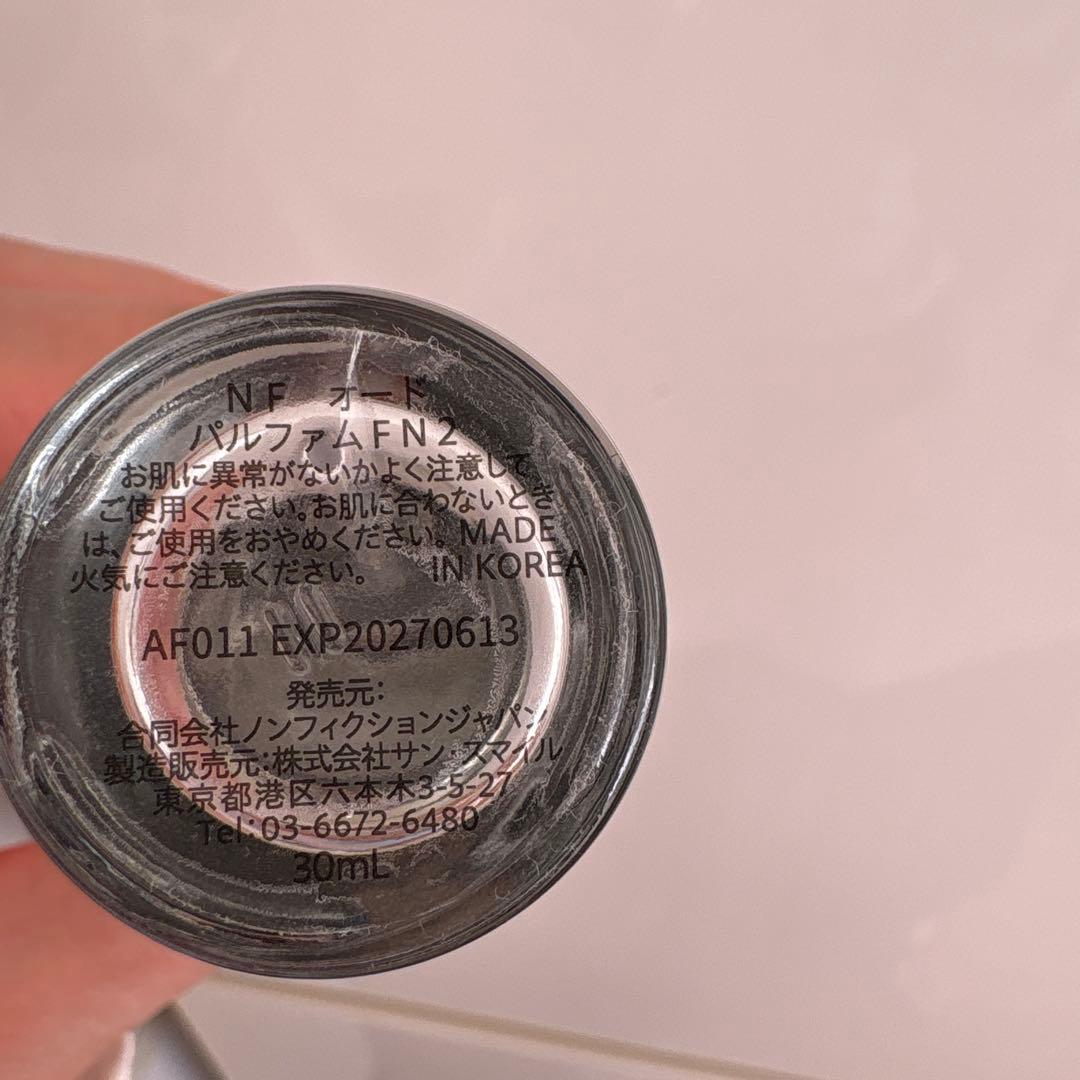 NF オード
パルファムFN2
お肌に異常がないかよく注意して
ご使用ください。お肌に合わないとき
は、ご使用をおやめください。 MADE
火気にご注意ください。 IN KOREA
AF011 EXP20270613
発売元:
合同会社ノンフィクションジャパン
製造販売元:株式会社サン・スマイル
東京都港区六本木3-5-27
Tel:03-6672-6480
30mL